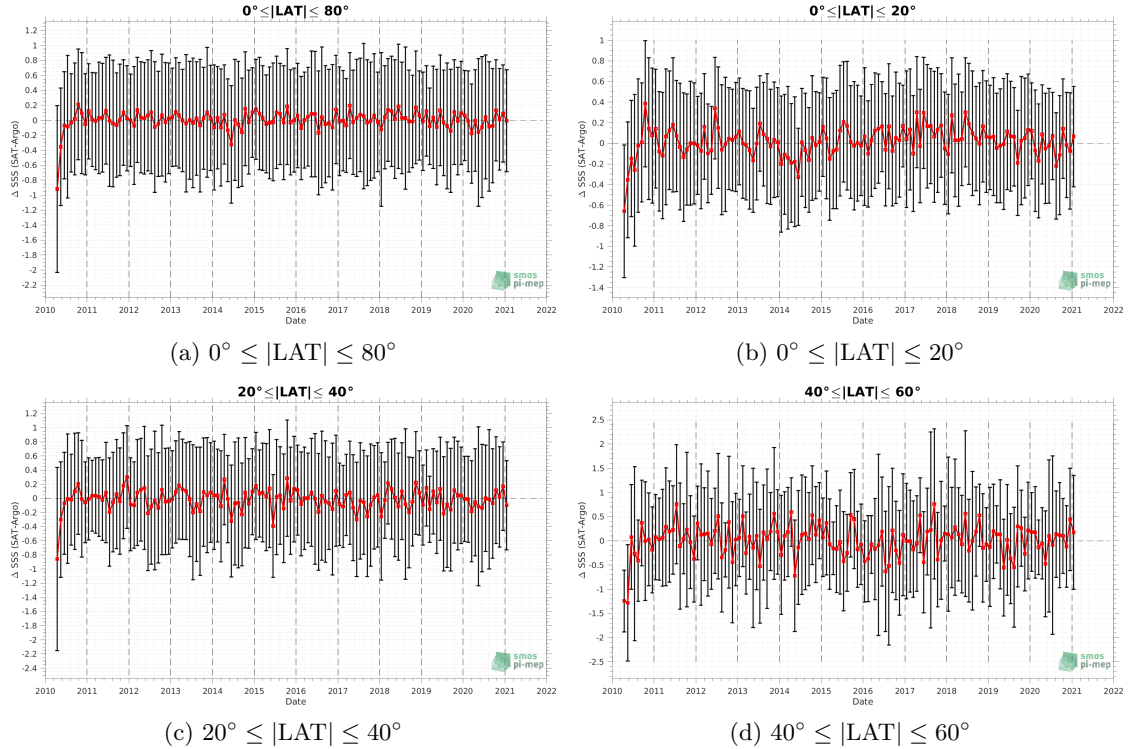 0°≤|LAT|≤ 80°
1.2
1
0.8
0.6
0.4
0.2
0
-0.2
-0.4
-0.6
-0.8
-1
-1.2
-1.4
-1.6
-1.8
-2
-2.2
Δ SSS (SAT-Argo)
smos
pi-mep
2010 2011 2012 2013 2014 2015 2016 2017 2018 2019 2020 2021 2022
Date
(a) 0° ≤ |LAT| ≤ 80°
0°≤|LAT|≤ 20°
1
0.8
0.6
0.4
0.2
0
-0.2
-0.4
-0.6
-0.8
-1
-1.2
-1.4
Δ SSS (SAT-Argo)
smos
pi-mep
2010 2011 2012 2013 2014 2015 2016 2017 2018 2019 2020 2021 2022
Date
(b) 0° ≤ |LAT| ≤ 20°
20°≤|LAT|≤ 40°
1.2
1
0.8
0.6
0.4
0.2
0
-0.2
-0.4
-0.6
-0.8
-1
-1.2
-1.4
-1.6
-1.8
-2
-2.2
-2.4
Δ SSS (SAT-Argo)
smos
pi-mep
2010 2011 2012 2013 2014 2015 2016 2017 2018 2019 2020 2021 2022
Date
(c) 20° ≤ |LAT| ≤ 40°
40°≤|LAT|≤ 60°
2.5
2
1.5
1
0.5
0
-0.5
-1
-1.5
-2
-2.5
Δ SSS (SAT-Argo)
smos
pi-mep
2010 2011 2012 2013 2014 2015 2016 2017 2018 2019 2020 2021 2022
Date
(d) 40° ≤ |LAT| ≤ 60°